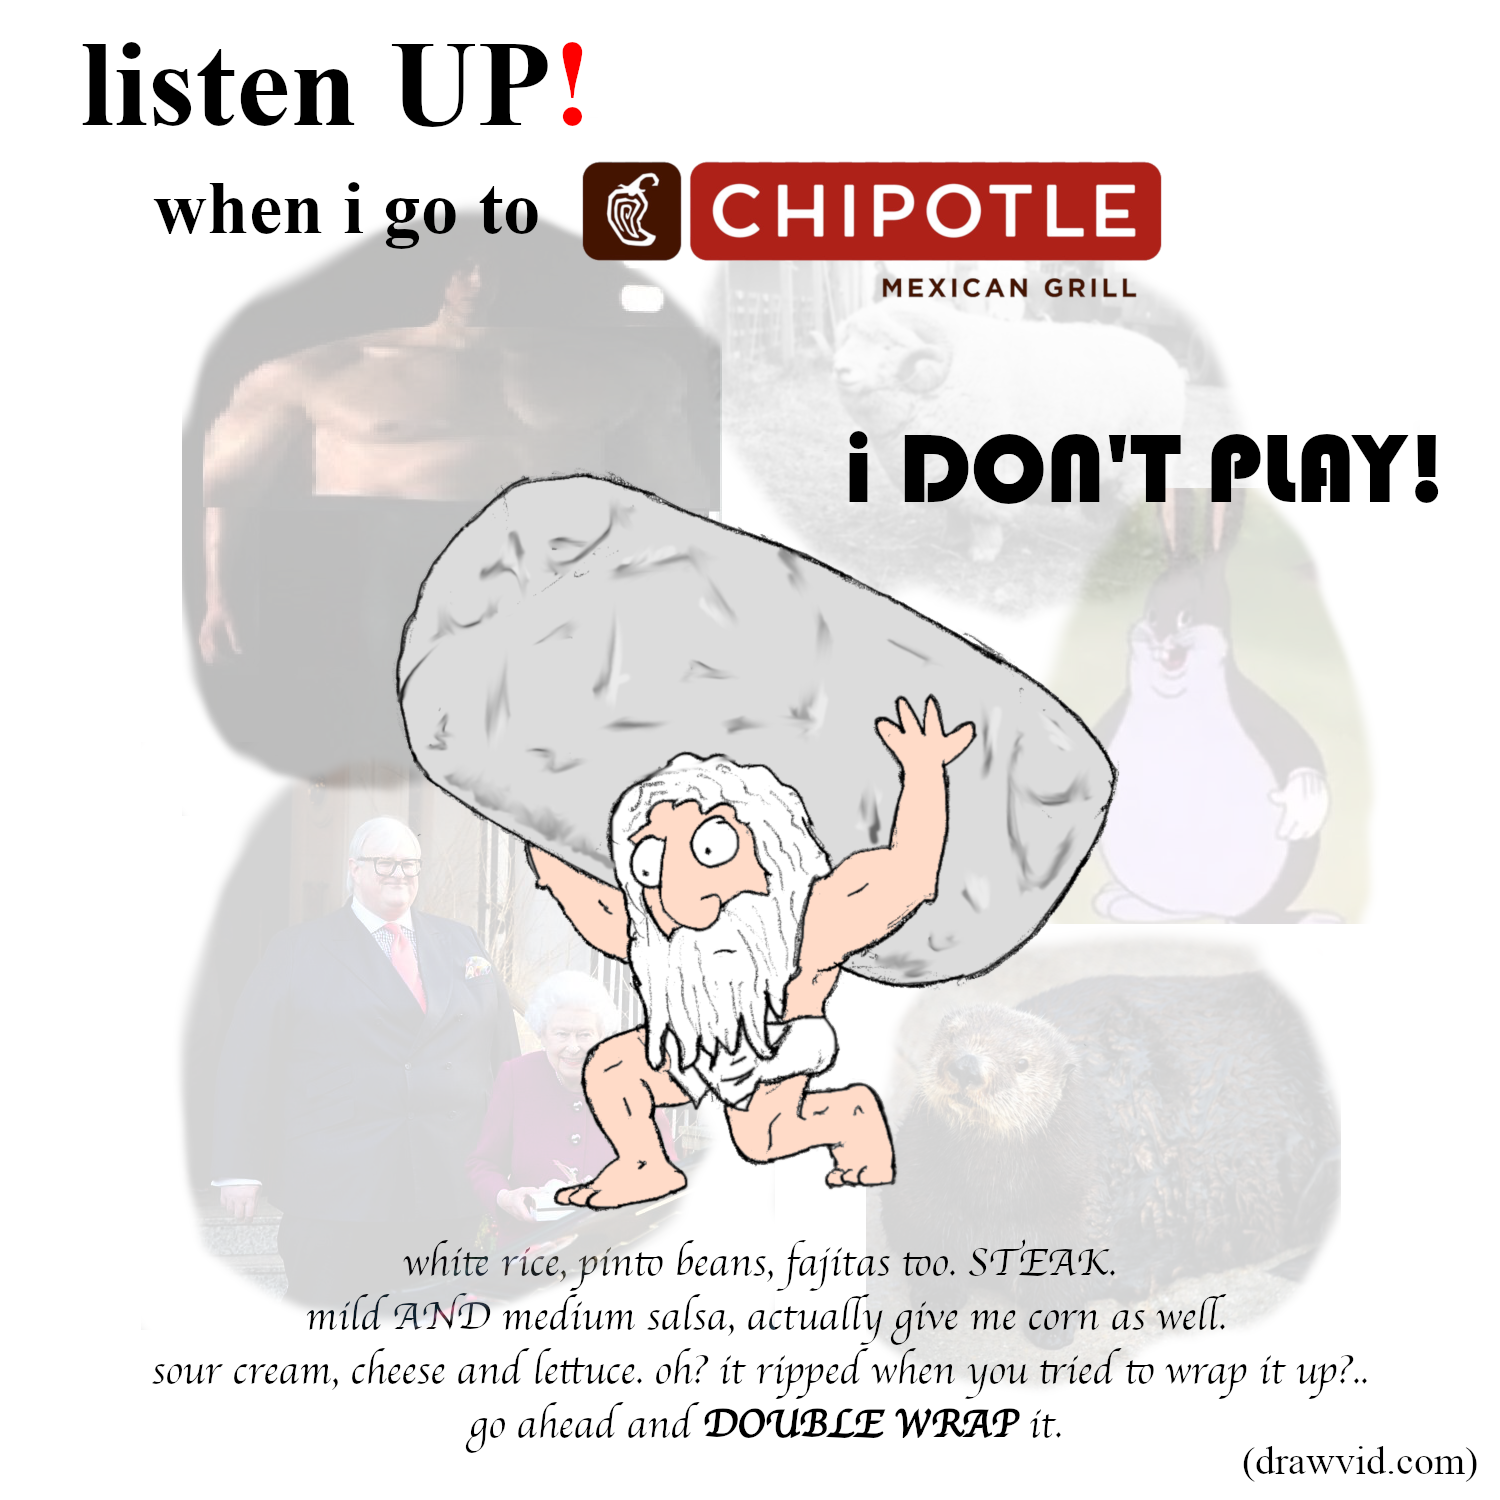 listen UP!
when i go to CHIPOTLE
MEXICAN GRILL
i DON'T PLAY!
white rice, pinto beans, fajitas too. STEAK.
mild AND medium salsa, actually give me corn as well.
sour cream, cheese and lettuce. oh? it ripped when you tried to wrap it up?..
go ahead and DOUBLE WRAP it.
(drawvid.com)